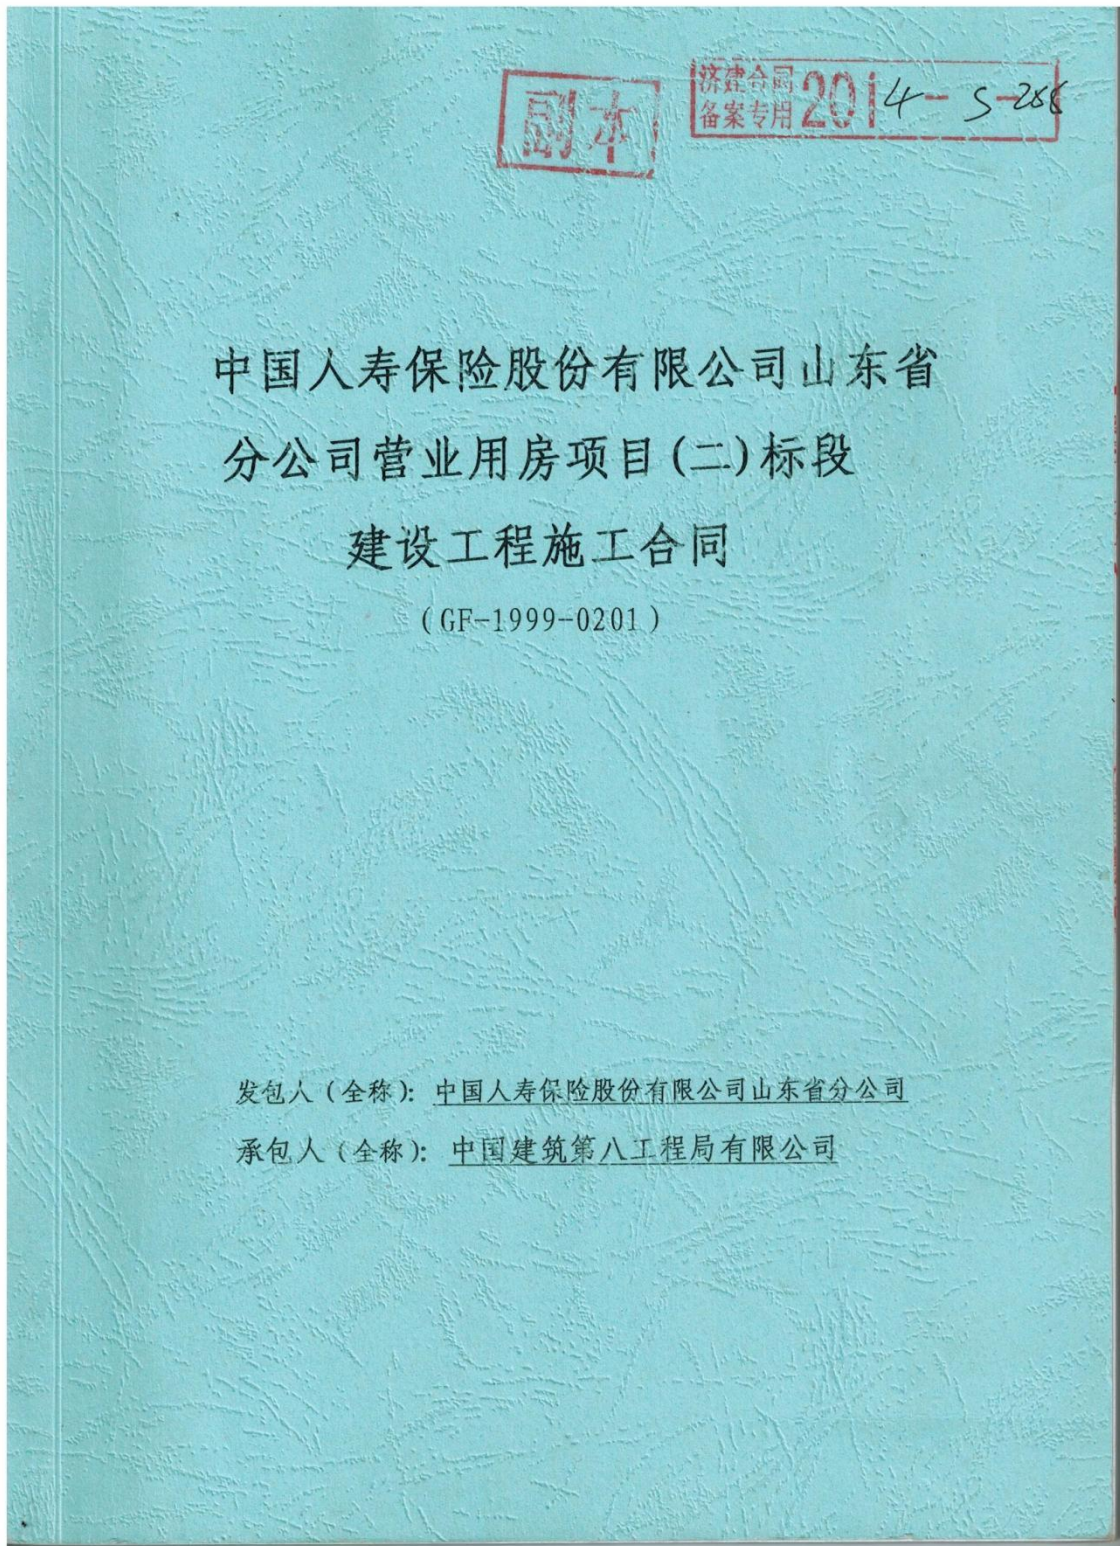 副本
济建合同
备案专用 2014-S-
中国人寿保险股份有限公司山东省
分公司营业用房项目(二)标段
建设工程施工合同
(GF-1999-0201)
发包人(全称): 中国人寿保险股份有限公司山东省分公司
承包人(全称): 中国建筑第八工程局有限公司